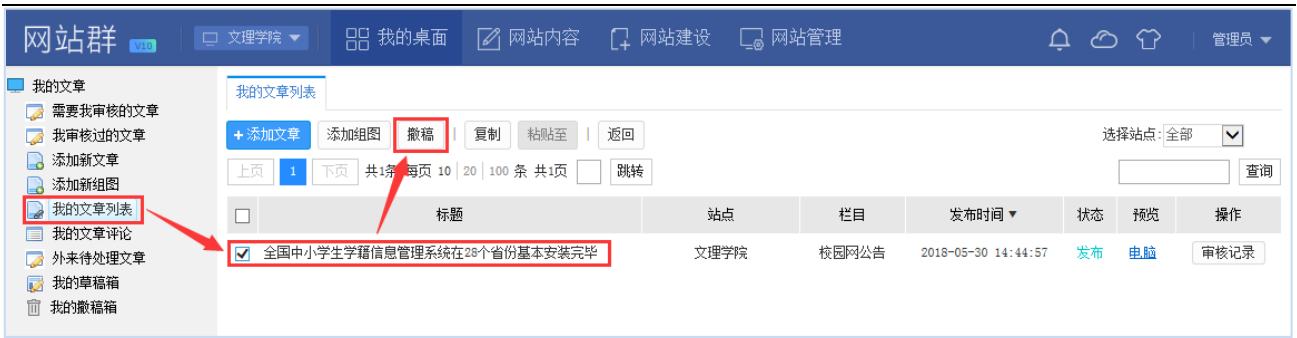 网站群 V10 文理学院 我的桌面 网站内容 网站建设 网站管理 管理员
我的文章
需要我审核的文章
我审核过的文章
添加新文章
添加新组图
我的文章列表
我的文章评论
外来待处理文章
我的草稿箱
我的撤稿箱
我的文章列表
+添加文章 添加组图 撤稿 复制 粘贴至 返回 选择站点:全部
上页 1 下页 共1条 每页 10 20 100 条 共1页 跳转 查询
标题 站点 栏目 发布时间▼ 状态 预览 操作
全国中小学生学籍信息管理系统在28个省份基本安装完毕 文理学院 校园网公告 2018-05-30 14:44:57 发布 电脑 审核记录